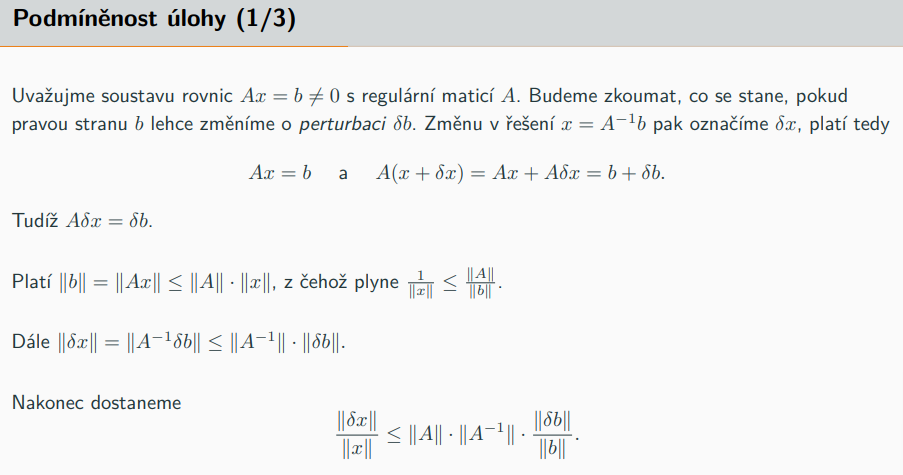 Podmíněnost úlohy (1/3)
Uvažujme soustavu rovnic $Ax = b \neq 0$ s regulární maticí $A$. Budeme zkoumat, co se stane, pokud
pravou stranu $b$ lehce změníme o perturbaci $\delta b$. Změnu v řešení $x = A^{-1}b$ pak označíme $\delta x$, platí tedy
$Ax = b$ a $A(x + \delta x) = Ax + A\delta x = b + \delta b.$
Tudíž $A\delta x = \delta b$.
Platí $\|b\| = \|Ax\| \leq \|A\| \cdot \|x\|$, z čehož plyne $\frac{1}{\|x\|} \leq \frac{\|A\|}{\|b\|}$.
Dále $\|\delta x\| = \|A^{-1}\delta b\| \leq \|A^{-1}\| \cdot \|\delta b\|$.
Nakonec dostaneme
$\frac{\|\delta x\|}{\|x\|} \leq \|A\| \cdot \|A^{-1}\| \cdot \frac{\|\delta b\|}{\|b\|}.$